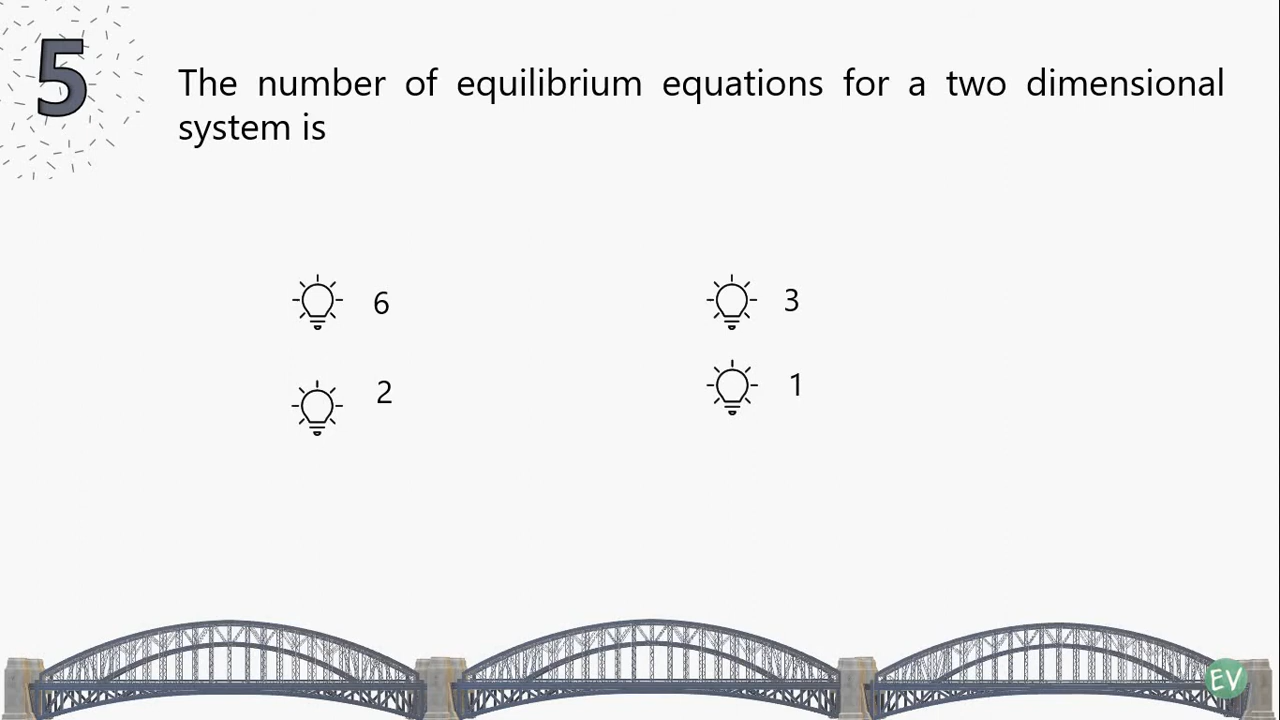 5
The number of equilibrium equations for a two dimensional
system is
6
3
2
1
EV